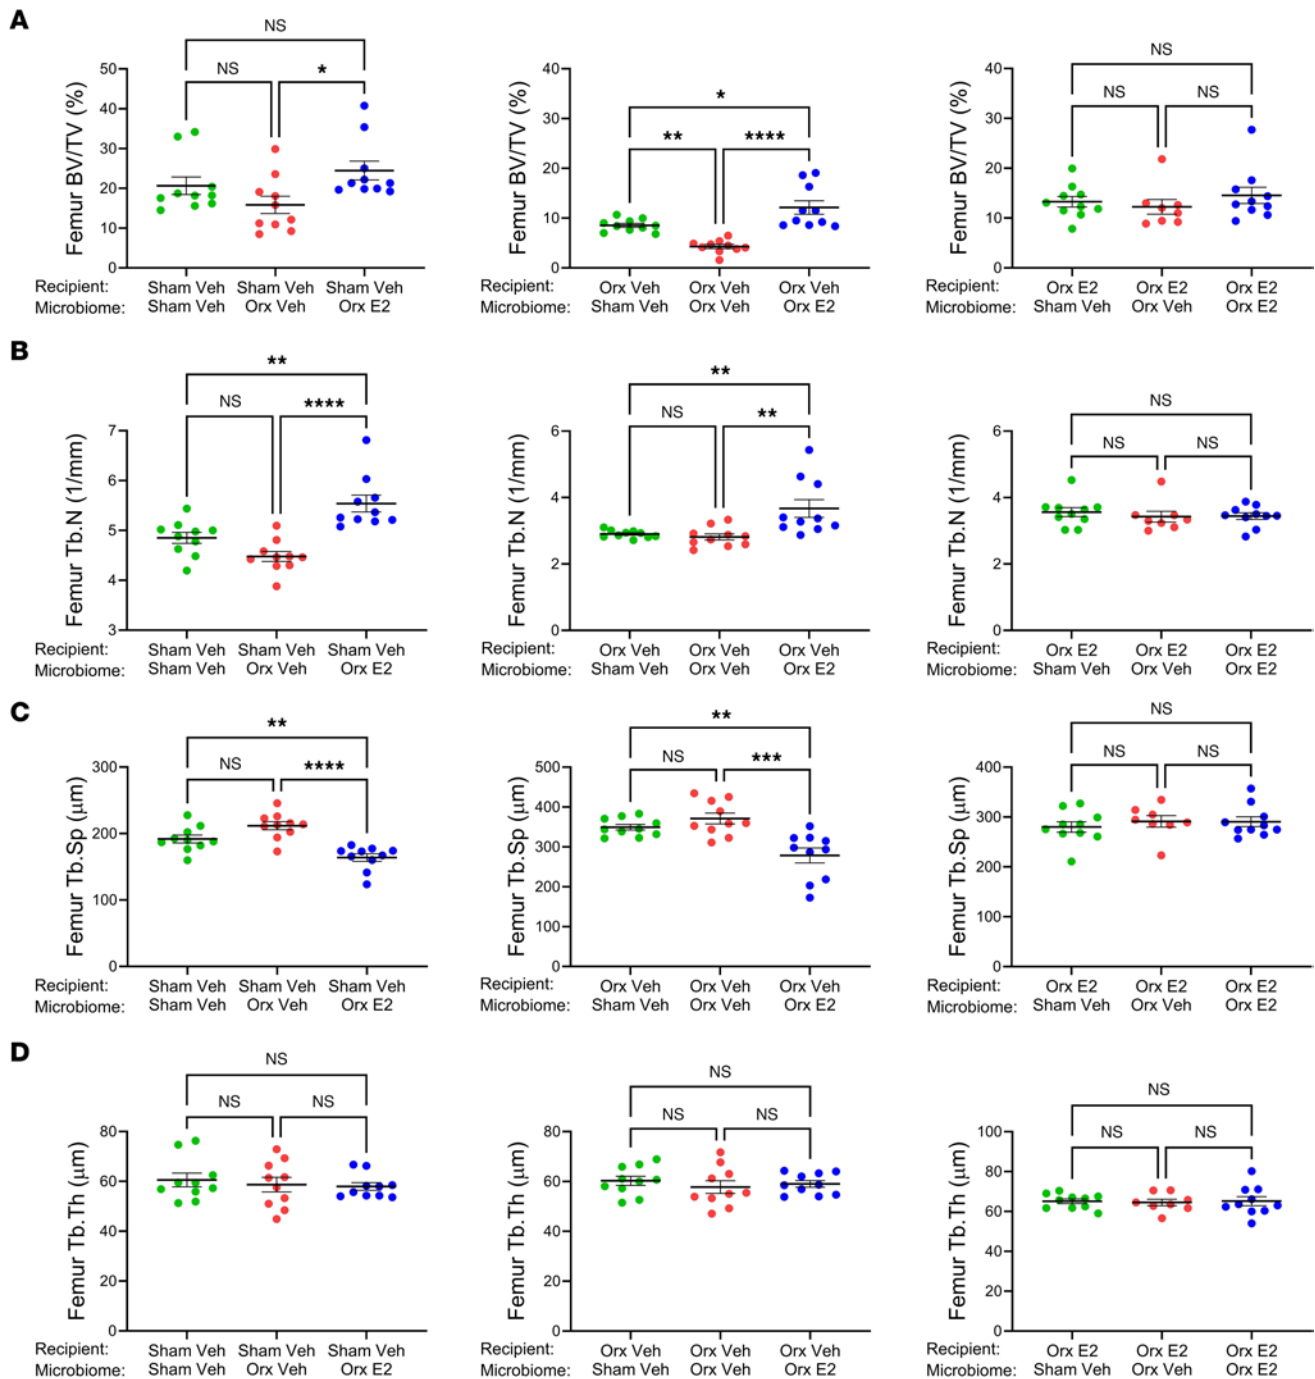 A
NS
NS
*
Femur BV/TV (%)
50
40
30
20
10
0
Recipient: Sham Veh Sham Veh Sham Veh
Microbiome: Sham Veh Orx Veh Orx E2
*
**
****
Femur BV/TV (%)
40
30
20
10
0
Recipient: Orx Veh Orx Veh Orx Veh
Microbiome: Sham Veh Orx Veh Orx E2
NS
NS
NS
Femur BV/TV (%)
40
30
20
10
0
Recipient: Orx E2 Orx E2 Orx E2
Microbiome: Sham Veh Orx Veh Orx E2
B
**
NS
****
Femur Tb.N (1/mm)
7
6
5
4
3
Recipient: Sham Veh Sham Veh Sham Veh
Microbiome: Sham Veh Orx Veh Orx E2
**
NS
**
Femur Tb.N (1/mm)
6
4
2
0
Recipient: Orx Veh Orx Veh Orx Veh
Microbiome: Sham Veh Orx Veh Orx E2
NS
NS
NS
Femur Tb.N (1/mm)
6
4
2
0
Recipient: Orx E2 Orx E2 Orx E2
Microbiome: Sham Veh Orx Veh Orx E2
C
**
NS
****
Femur Tb.Sp (μm)
300
200
100
0
Recipient: Sham Veh Sham Veh Sham Veh
Microbiome: Sham Veh Orx Veh Orx E2
**
NS
***
Femur Tb.Sp (μm)
500
400
300
200
100
0
Recipient: Orx Veh Orx Veh Orx Veh
Microbiome: Sham Veh Orx Veh Orx E2
NS
NS
NS
Femur Tb.Sp (μm)
400
300
200
100
0
Recipient: Orx E2 Orx E2 Orx E2
Microbiome: Sham Veh Orx Veh Orx E2
D
NS
NS
NS
Femur Tb.Th (μm)
80
60
40
20
0
Recipient: Sham Veh Sham Veh Sham Veh
Microbiome: Sham Veh Orx Veh Orx E2
NS
NS
NS
Femur Tb.Th (μm)
80
60
40
20
0
Recipient: Orx Veh Orx Veh Orx Veh
Microbiome: Sham Veh Orx Veh Orx E2
NS
NS
NS
Femur Tb.Th (μm)
100
80
60
40
20
0
Recipient: Orx E2 Orx E2 Orx E2
Microbiome: Sham Veh Orx Veh Orx E2